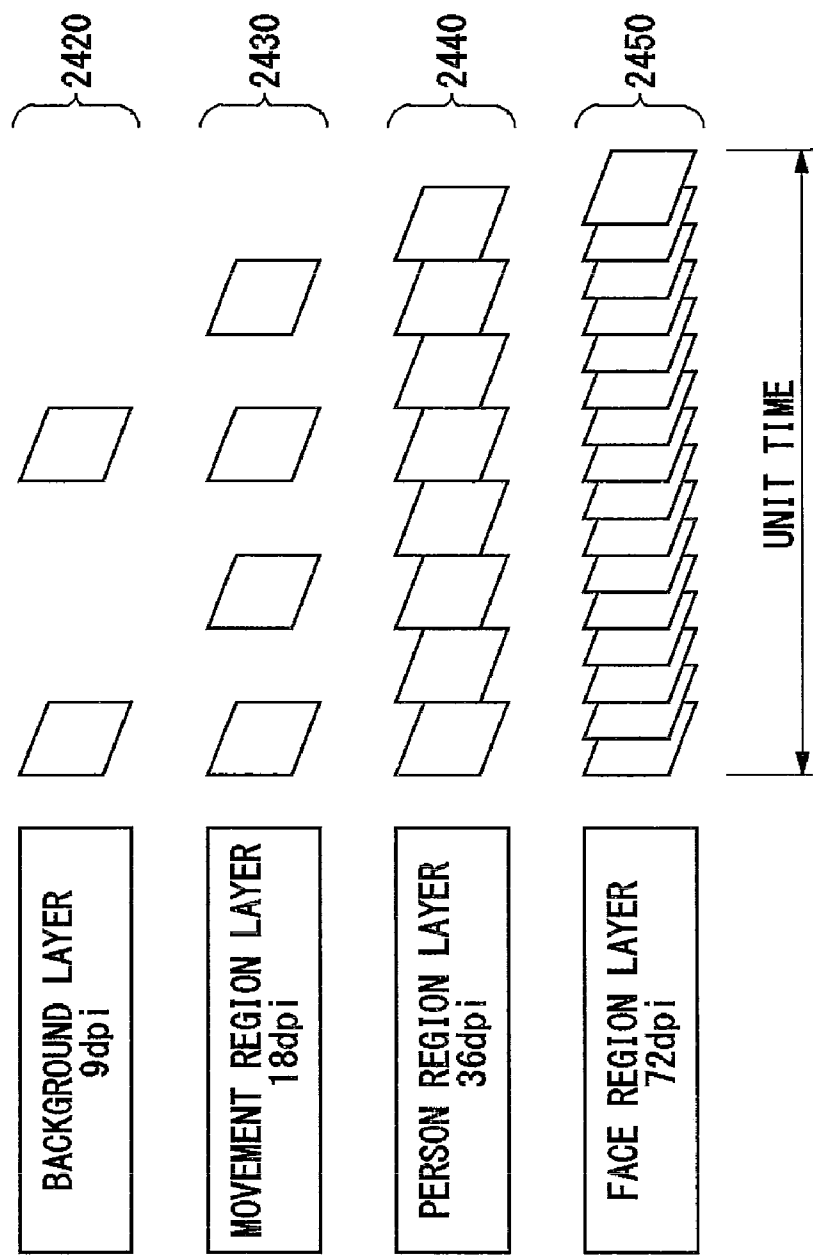 BACKGROUND LAYER
9dpi
2420
MOVEMENT REGION LAYER
18dpi
2430
PERSON REGION LAYER
36dpi
2440
FACE REGION LAYER
72dpi
2450
UNIT TIME